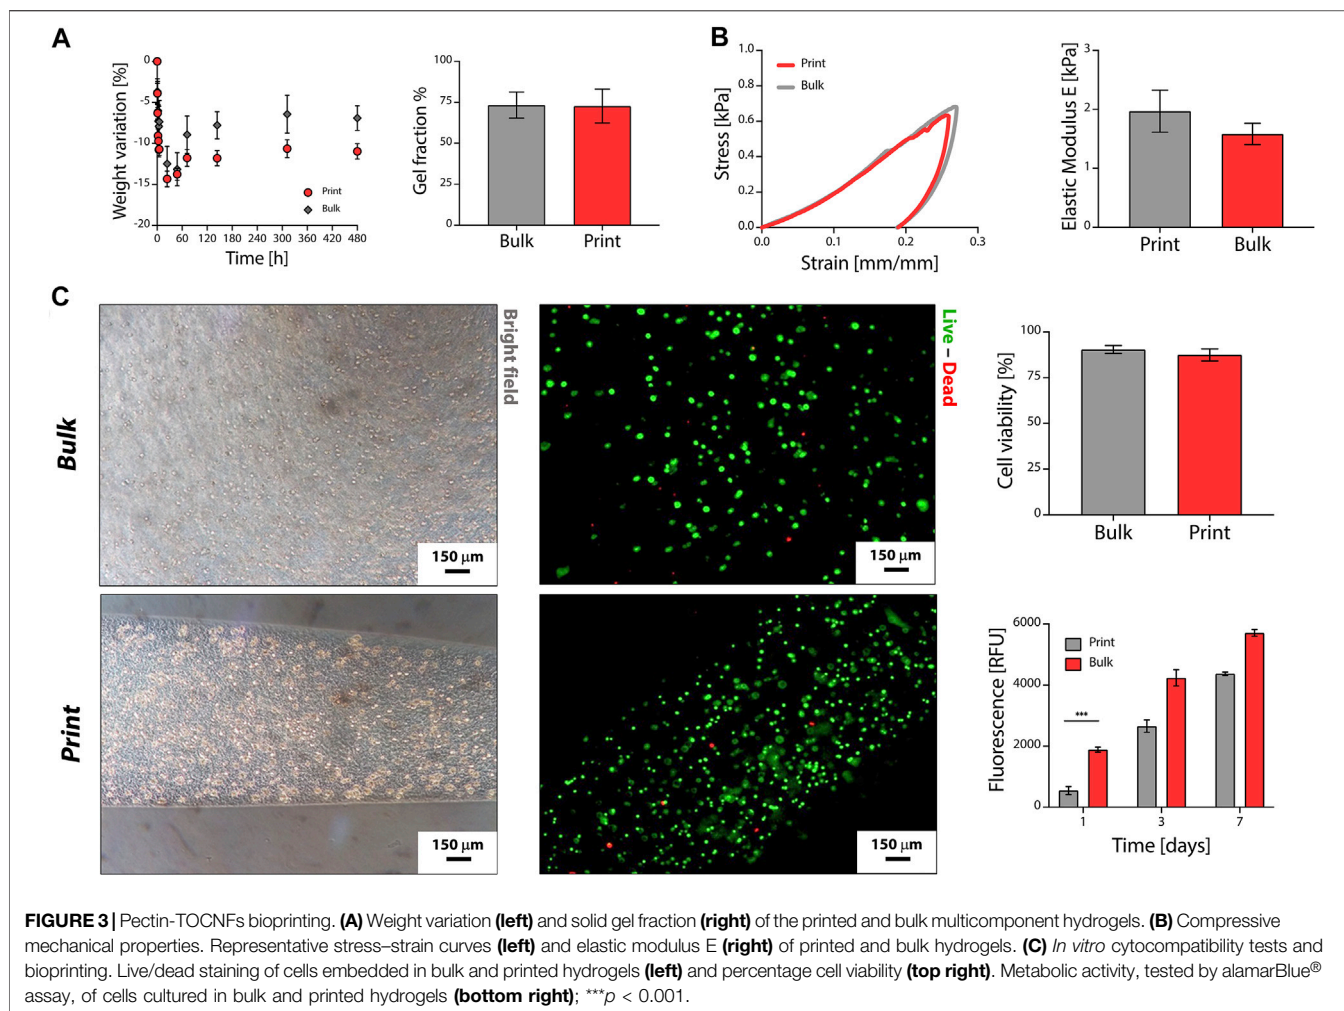 A
Weight variation [%]
0
-5
-10
-15
-20
Print
Bulk
0 60 120 180 240 300 360 420 480
Time [h]
Gel fraction %
100
75
50
25
0
Bulk Print
B
Stress [kPa]
1.0
0.8
0.6
0.4
0.2
0.0
Print
Bulk
0.0 0.1 0.2 0.3
Strain [mm/mm]
Elastic Modulus E [kPa]
3
2
1
0
Print Bulk
C
Bulk
Bright field
150 µm
Live – Dead
150 µm
Cell viability [%]
100
75
50
25
0
Bulk Print
Print
150 µm
150 µm
Fluorescence [RFU]
6000
4000
2000
0
Print
Bulk
***
1 3 7
Time [days]
FIGURE 3 | Pectin-TOCNFs bioprinting. (A) Weight variation (left) and solid gel fraction (right) of the printed and bulk multicomponent hydrogels. (B) Compressive
mechanical properties. Representative stress–strain curves (left) and elastic modulus E (right) of printed and bulk hydrogels. (C) In vitro cytocompatibility tests and
bioprinting. Live/dead staining of cells embedded in bulk and printed hydrogels (left) and percentage cell viability (top right). Metabolic activity, tested by alamarBlue®
assay, of cells cultured in bulk and printed hydrogels (bottom right); ***p < 0.001.